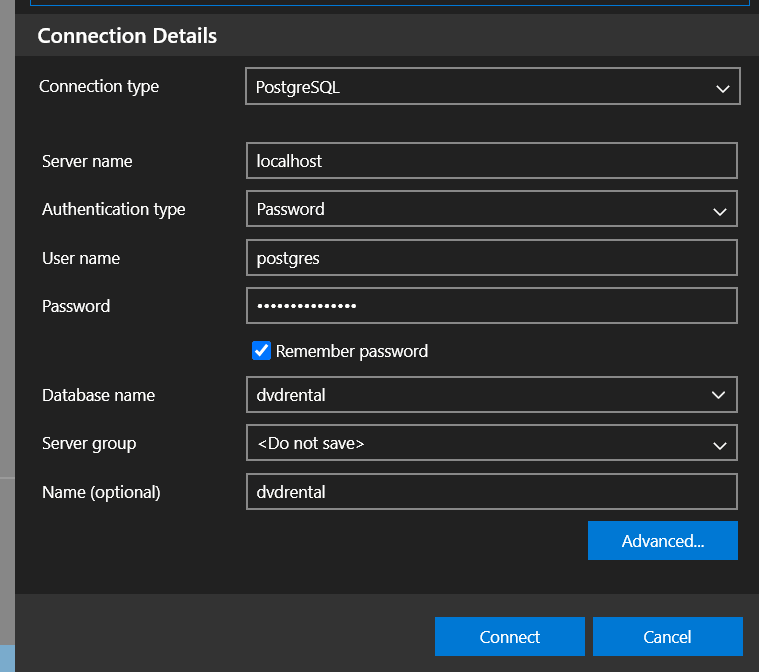 Connection Details
Connection type PostgreSQL
Server name localhost
Authentication type Password
User name postgres
Password •••••••••••••••
Remember password
Database name dvdrental
Server group <Do not save>
Name (optional) dvdrental
Advanced...
Connect Cancel